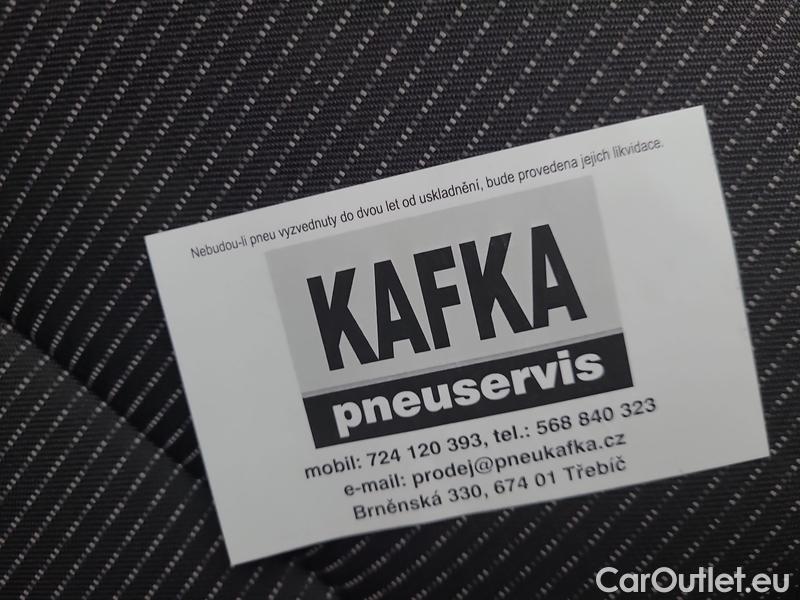 Nebudou-li pneu vyzvednuty do dvou let od uskladnění, bude provedena jejich likvidace.
KAFKA
pneuservis
mobil: 724 120 393, tel.: 568 840 323
e-mail: prodej@pneukafka.cz
Brněnská 330, 674 01 Třebíč
CarOutlet.eu